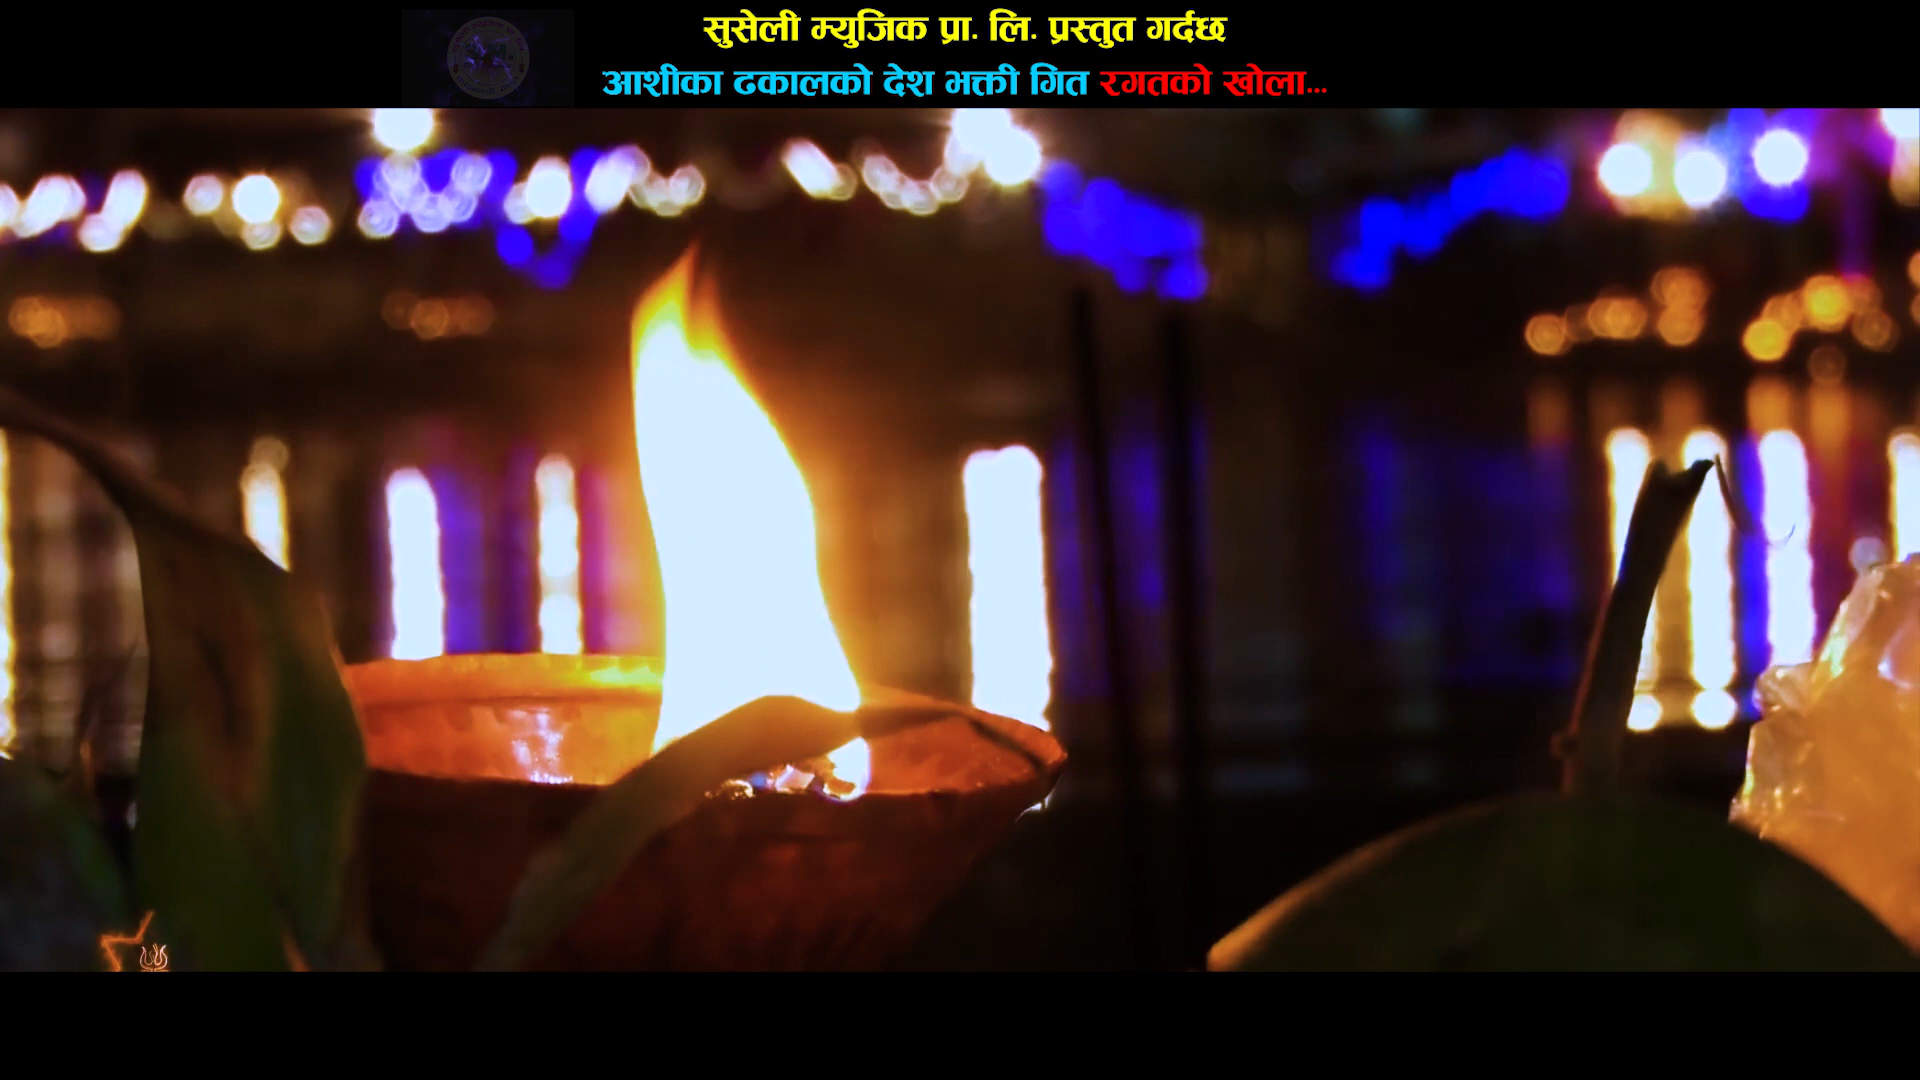 सुसेली म्युजिक प्रा. लि. प्रस्तुत गर्दछ
आशीका ढकालको देश भक्ती गित रगतको खोला...